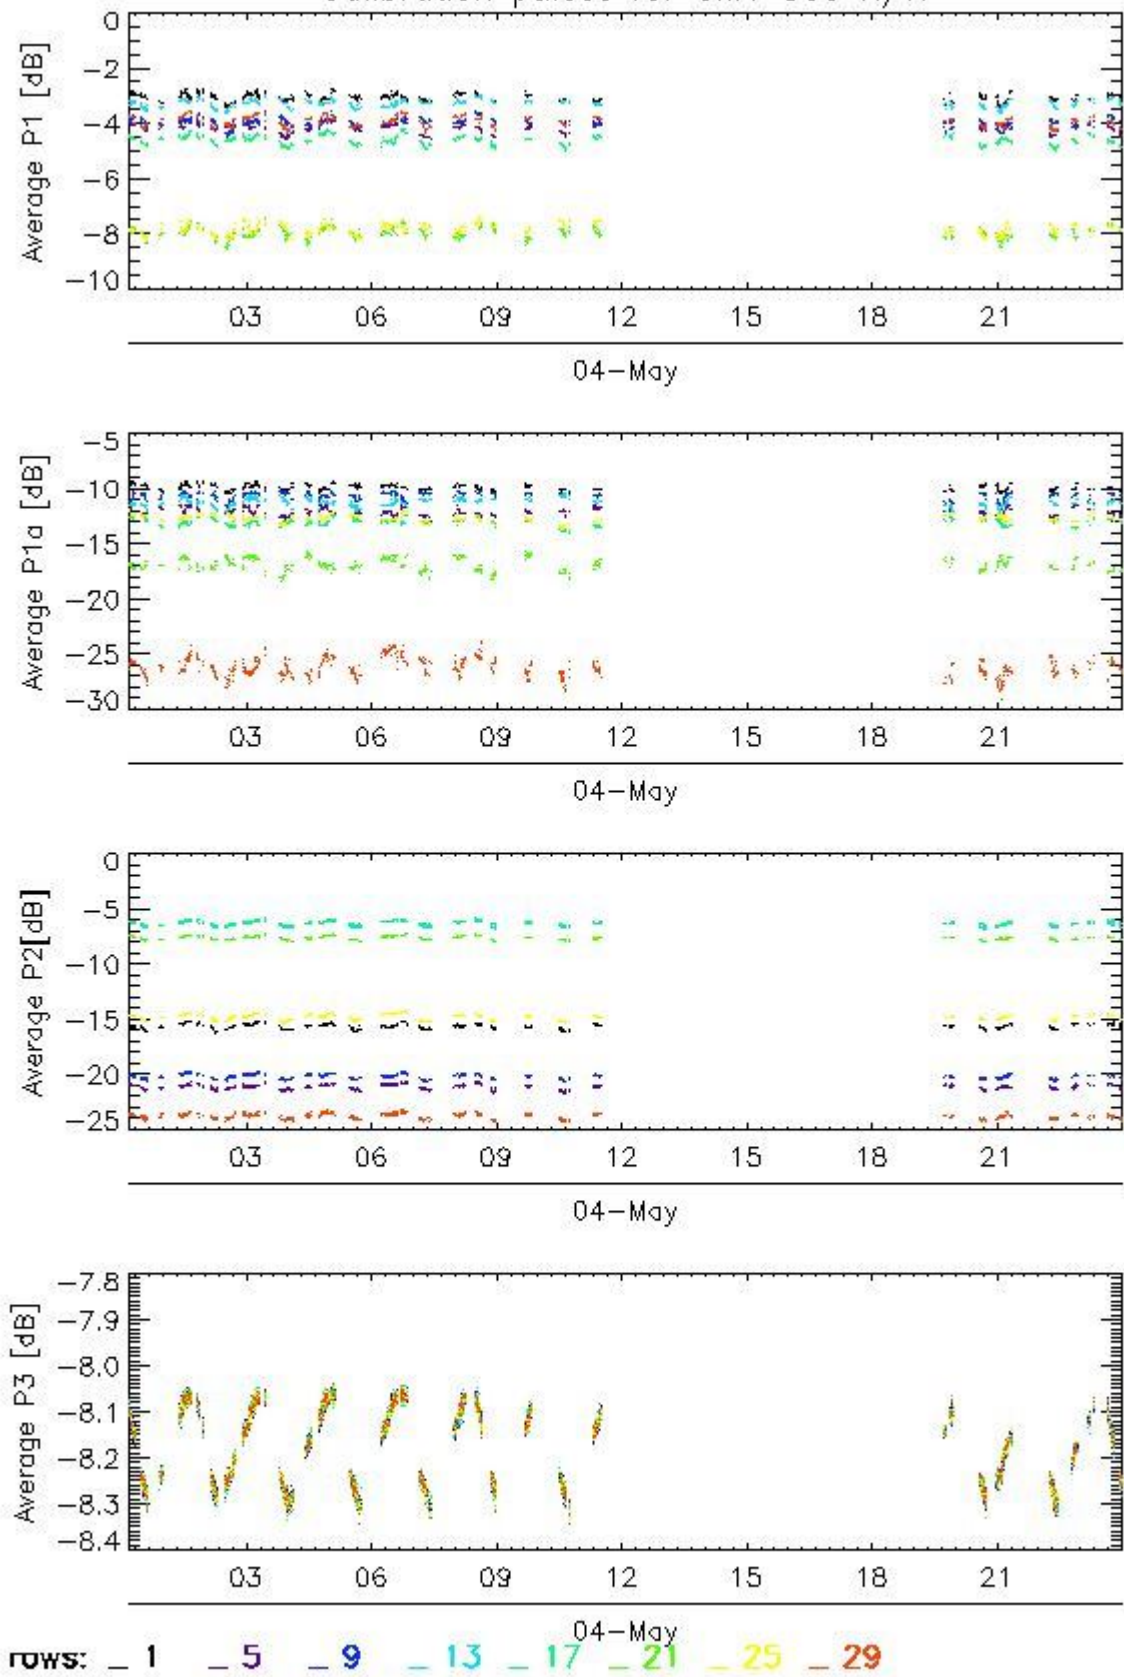 0
-2
-4
-6
-8
-10
Average P1 [dB]
03 06 09 12 15 18 21
04-May
-5
-10
-15
-20
-25
-30
Average P1a [dB]
03 06 09 12 15 18 21
04-May
0
-5
-10
-15
-20
-25
Average P2[dB]
03 06 09 12 15 18 21
04-May
-7.8
-7.9
-8.0
-8.1
-8.2
-8.3
-8.4
Average P3 [dB]
03 06 09 12 15 18 21
04-May
rows: _ 1 _ 5 _ 9 _ 13 _ 17 _ 21 _ 25 _ 29